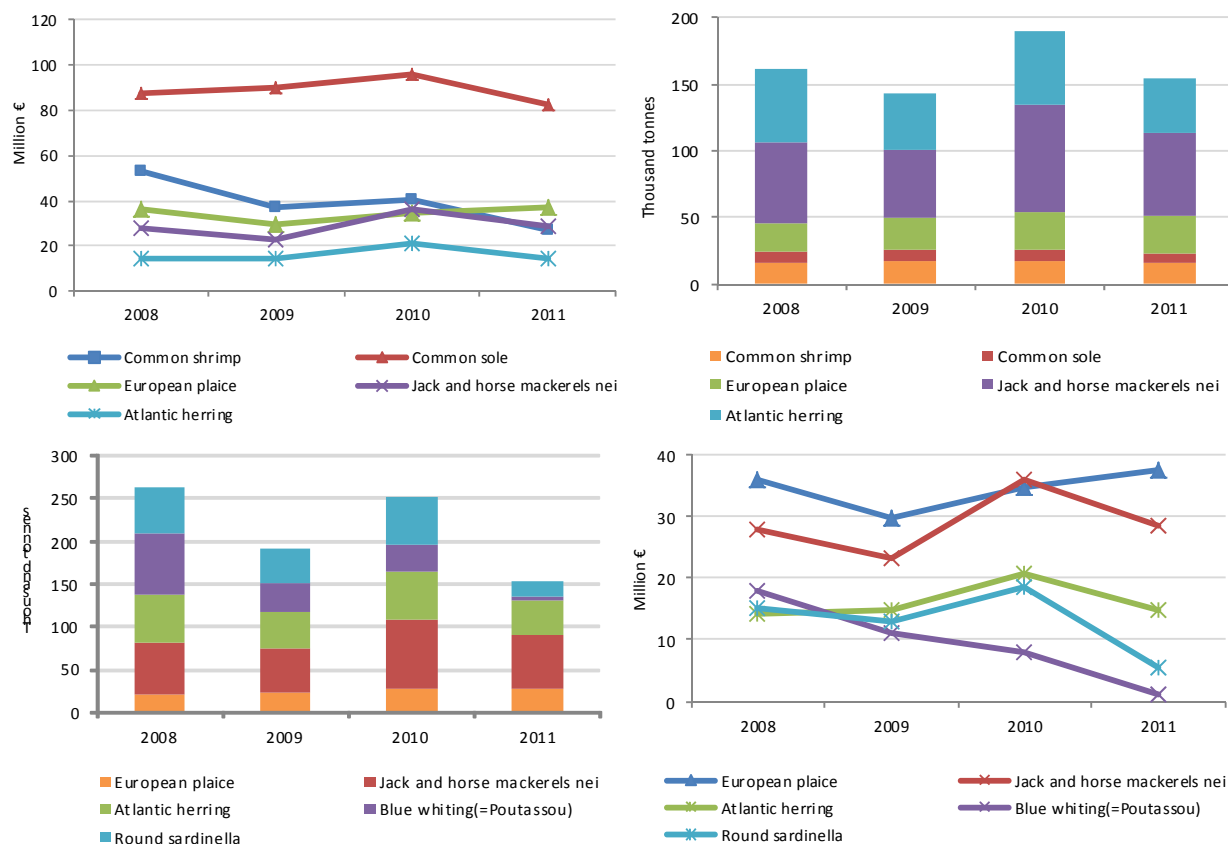 120
100
80
60
40
20
0
Million €
2008 2009 2010 2011
Common shrimp Common sole
European plaice Jack and horse mackerels nei
Atlantic herring
200
150
100
50
0
Thousand tonnes
2008 2009 2010 2011
Common shrimp Common sole
European plaice Jack and horse mackerels nei
Atlantic herring
300
250
200
150
100
50
0
Thousand tonnes
2008 2009 2010 2011
European plaice Jack and horse mackerels nei
Atlantic herring Blue whiting(=Poutassou)
Round sardinella
40
30
20
10
0
Million €
2008 2009 2010 2011
European plaice Jack and horse mackerels nei
Atlantic herring Blue whiting(=Poutassou)
Round sardinella